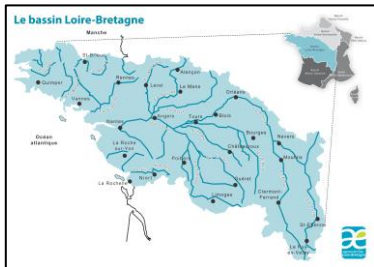 Le bassin Loire-Bretagne
Manche
St-Brieuc
Alençon
Quimper
Rennes
Laval
Le Mans
Vannes
Orléans
Océan
atlantique
Angers
Tours
Blois
Nantes
Bourges
Nevers
La Roche
sur-Yon
Châteauroux
Poitiers
Moulins
Niort
La Rochelle
Guéret
Limoges
Clermont-
Ferrand
St-Etienne
Le Puy
en-Velay